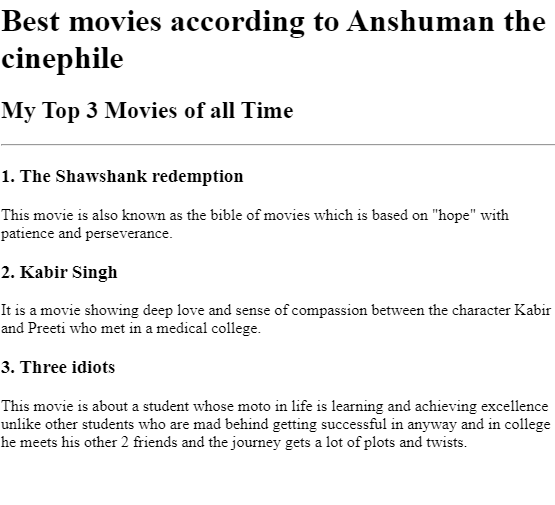 Best movies according to Anshuman the
cinephile
My Top 3 Movies of all Time
1. The Shawshank redemption
This movie is also known as the bible of movies which is based on "hope" with
patience and perseverance.
2. Kabir Singh
It is a movie showing deep love and sense of compassion between the character Kabir
and Preeti who met in a medical college.
3. Three idiots
This movie is about a student whose moto in life is learning and achieving excellence
unlike other students who are mad behind getting successful in anyway and in college
he meets his other 2 friends and the journey gets a lot of plots and twists.